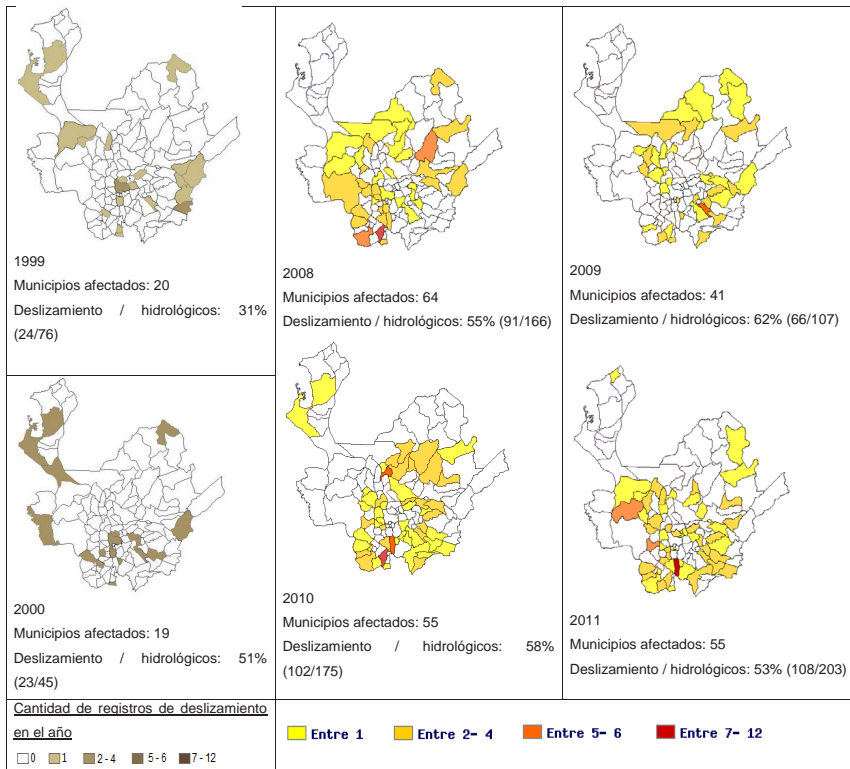 1999
Municipios afectados: 20
Deslizamiento / hidrológicos: 31%
(24/76)
2008
Municipios afectados: 64
Deslizamiento / hidrológicos: 55% (91/166)
2009
Municipios afectados: 41
Deslizamiento / hidrológicos: 62% (66/107)
2000
Municipios afectados: 19
Deslizamiento / hidrológicos: 51%
(23/45)
2010
Municipios afectados: 55
Deslizamiento / hidrológicos: 58%
(102/175)
2011
Municipios afectados: 55
Deslizamiento / hidrológicos: 53% (108/203)
Cantidad de registros de deslizamiento
en el año
0 1 2-4 5-6 7-12
Entre 1 Entre 2- 4 Entre 5- 6 Entre 7- 12